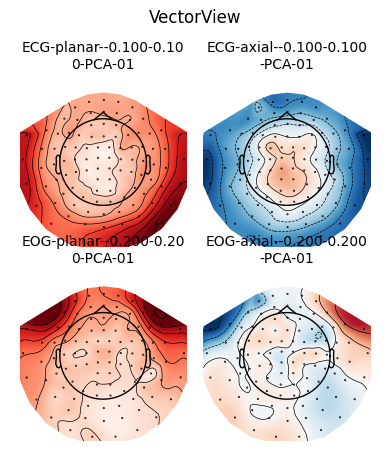 VectorView
ECG-planar--0.100-0.10
0-PCA-01
ECG-axial--0.100-0.100
-PCA-01
EOG-planar--0.200-0.20
0-PCA-01
EOG-axial--0.200-0.200
-PCA-01